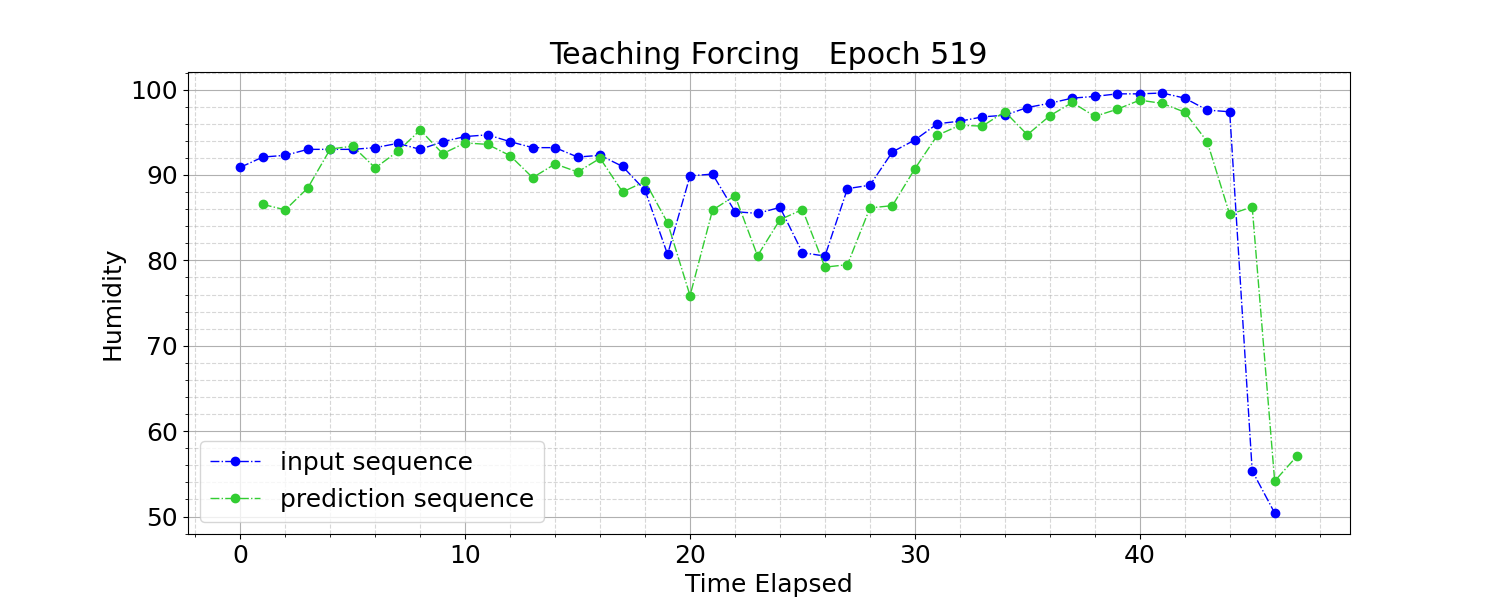 Teaching Forcing   Epoch 519
100
90
80
70
60
50
Humidity
input sequence
prediction sequence
0 10 20 30 40
Time Elapsed